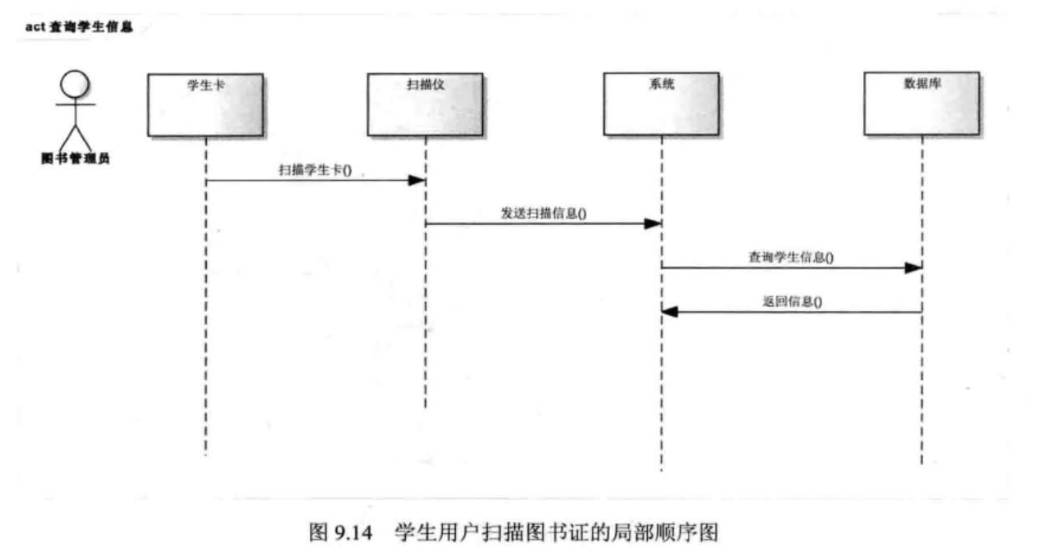 act 查询学生信息
学生卡
扫描仪
系统
数据库
图书管理员
扫描学生卡()
发送扫描信息()
查询学生信息()
返回信息()
图 9.14 学生用户扫描图书证的局部顺序图